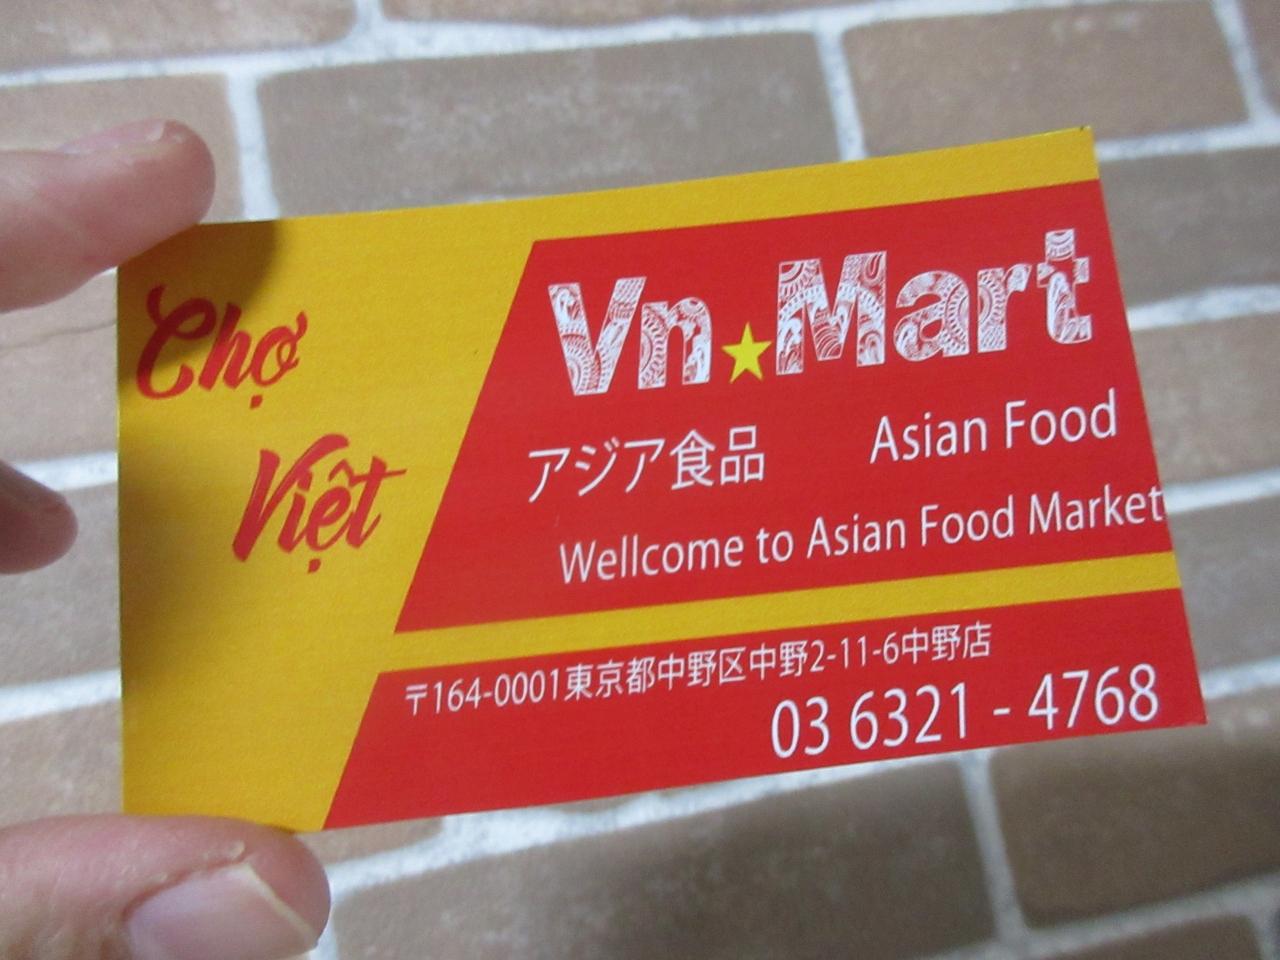 Chợ
Việt
Vn★Mart
アジア食品 Asian Food
Wellcome to Asian Food Market
〒164-0001東京都中野区中野2-11-6中野店
03 6321 - 4768